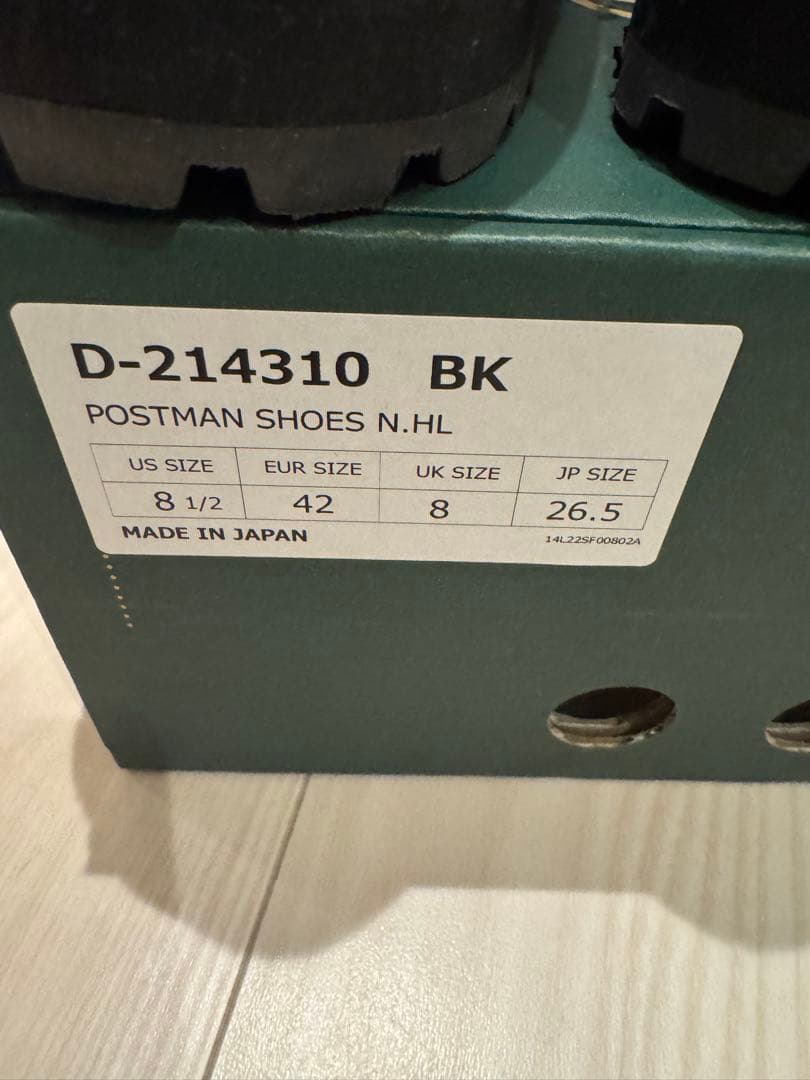 D-214310 BK
POSTMAN SHOES N.HL
US SIZE EUR SIZE UK SIZE JP SIZE
8 1/2 42 8 26.5
MADE IN JAPAN 14L22SF00802A